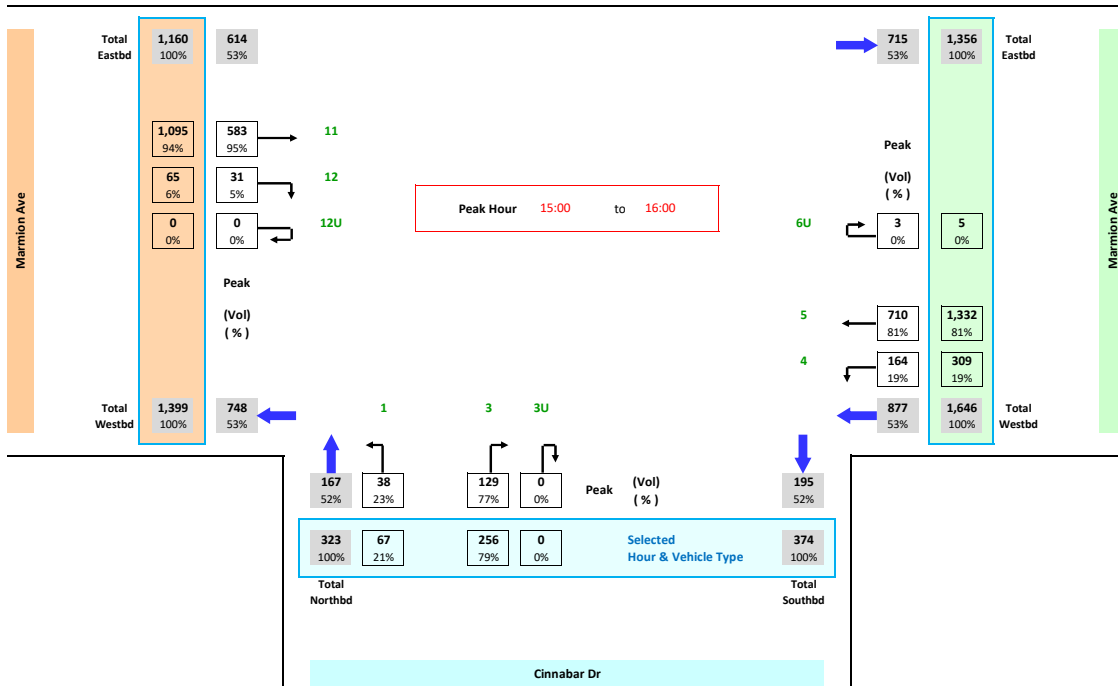 Total 1,160 614 715 1,356 Total
Eastbd 100% 53% 53% 100% Eastbd
1,095 583 11
94% 95%
Peak
65 31 12
6% 5%
(Vol)
( % )
Peak Hour 15:00 to 16:00
0 0 12U 6U 3 5
0% 0% 0% 0%
Marmion Ave
Marmion Ave
Peak
(Vol)
( % )
5 710 1,332
81% 81%
4 164 309
19% 19%
Total 1,399 748 1 3 3U 877 1,646 Total
Westbd 100% 53% 53% 100% Westbd
167 38 129 0 Peak (Vol) 195
52% 23% 77% 0% ( % ) 52%
323 67 256 0 Selected 374
100% 21% 79% 0% Hour & Vehicle Type 100%
Total Total
Northbd Southbd
Cinnabar Dr